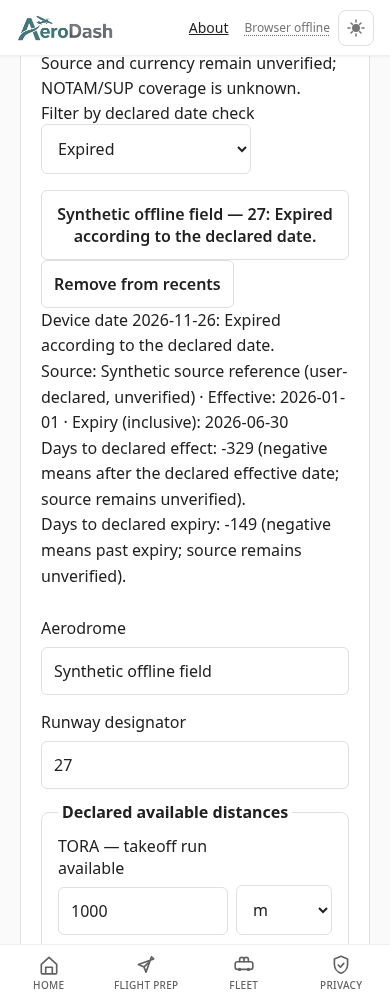 AeroDash
About
Browser offline
Source and currency remain unverified;
NOTAM/SUP coverage is unknown.
Filter by declared date check
Expired
Synthetic offline field — 27: Expired
according to the declared date.
Remove from recents
Device date 2026-11-26: Expired
according to the declared date.
Source: Synthetic source reference (user-
declared, unverified) · Effective: 2026-01-
01 · Expiry (inclusive): 2026-06-30
Days to declared effect: -329 (negative
means after the declared effective date;
source remains unverified).
Days to declared expiry: -149 (negative
means past expiry; source remains
unverified).
Aerodrome
Synthetic offline field
Runway designator
27
Declared available distances
TORA — takeoff run
available
1000
m
HOME
FLIGHT PREP
FLEET
PRIVACY